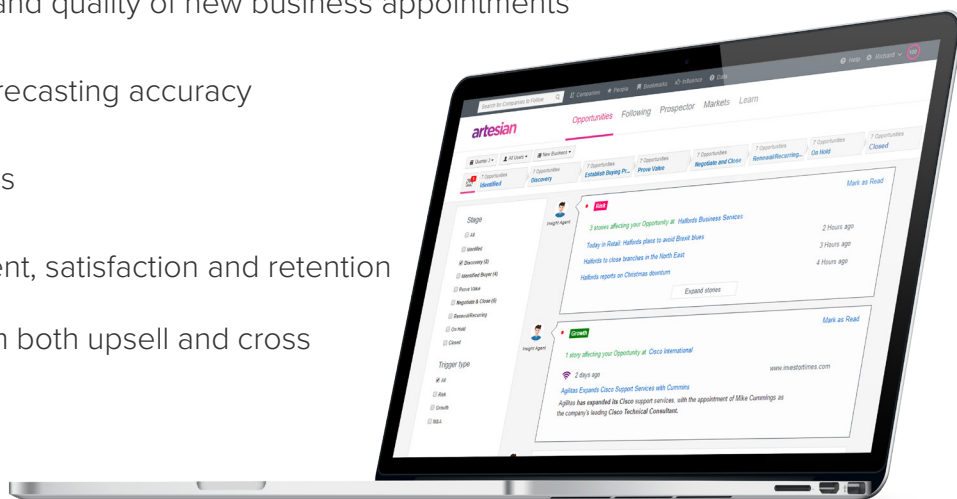 and quality of new business appointments
recasting accuracy
s
ent, satisfaction and retention
both upsell and cross
Search for Companies to Follow
Companies People Bookmarks Influence Data
Help Richard
artesian
Opportunities Following Prospector Markets Learn
All Users New Business
7 Opportunities Identified
7 Opportunities Discovery
7 Opportunities Establish Buying Pr...
7 Opportunities Prove Value
7 Opportunities Negotiate and Close
7 Opportunities Renewal/Recurring...
7 Opportunities On Hold
7 Opportunities Closed
Stage
All
Identified
Discovery (3)
Identified Buyer (4)
Prove Value
Negotiate & Close (6)
Renewal/Recurring
On Hold
Closed
Trigger type
All
Risk
Growth
M&A
Insight Agent
Risk
Mark as Read
3 stories affecting your Opportunity at Halfords Business Services
Today in Retail: Halfords plans to avoid Brexit blues 2 Hours ago
Halfords to close branches in the North East 3 Hours ago
Halfords reports on Christmas downturn 4 Hours ago
Expand stories
Insight Agent
Growth
Mark as Read
1 story affecting your Opportunity at Cisco International
2 days ago www.investortimes.com
Agilitas Expands Cisco Support Services with Cummins
Agilitas has expanded its Cisco support services, with the appointment of Mike Cummings as
the company's leading Cisco Technical Consultant.